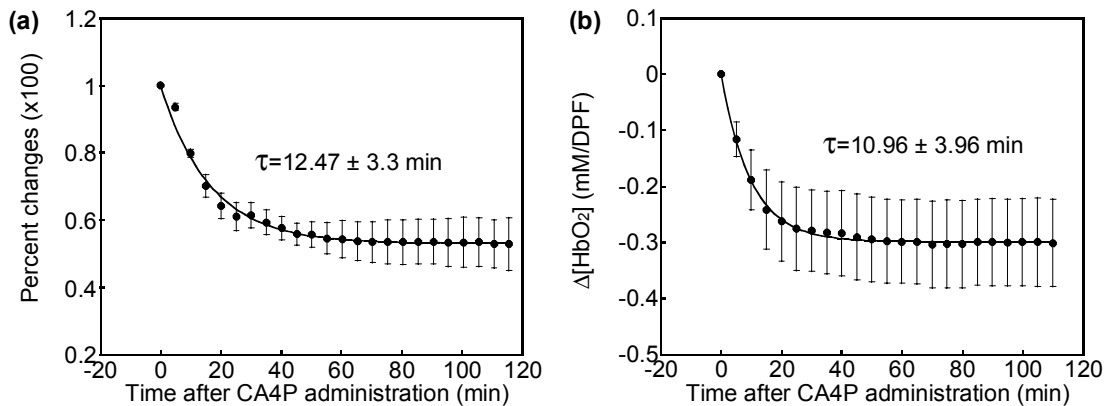 (a)
1.2
1
0.8
0.6
0.4
0.2
Percent changes (x100)
τ=12.47 ± 3.3 min
-20 0 20 40 60 80 100 120
Time after CA4P administration (min)
(b)
0
-0.1
-0.2
-0.3
-0.4
-0.5
Δ[HbO₂] (mM/DPF)
τ=10.96 ± 3.96 min
-20 0 20 40 60 80 100 120
Time after CA4P administration (min)